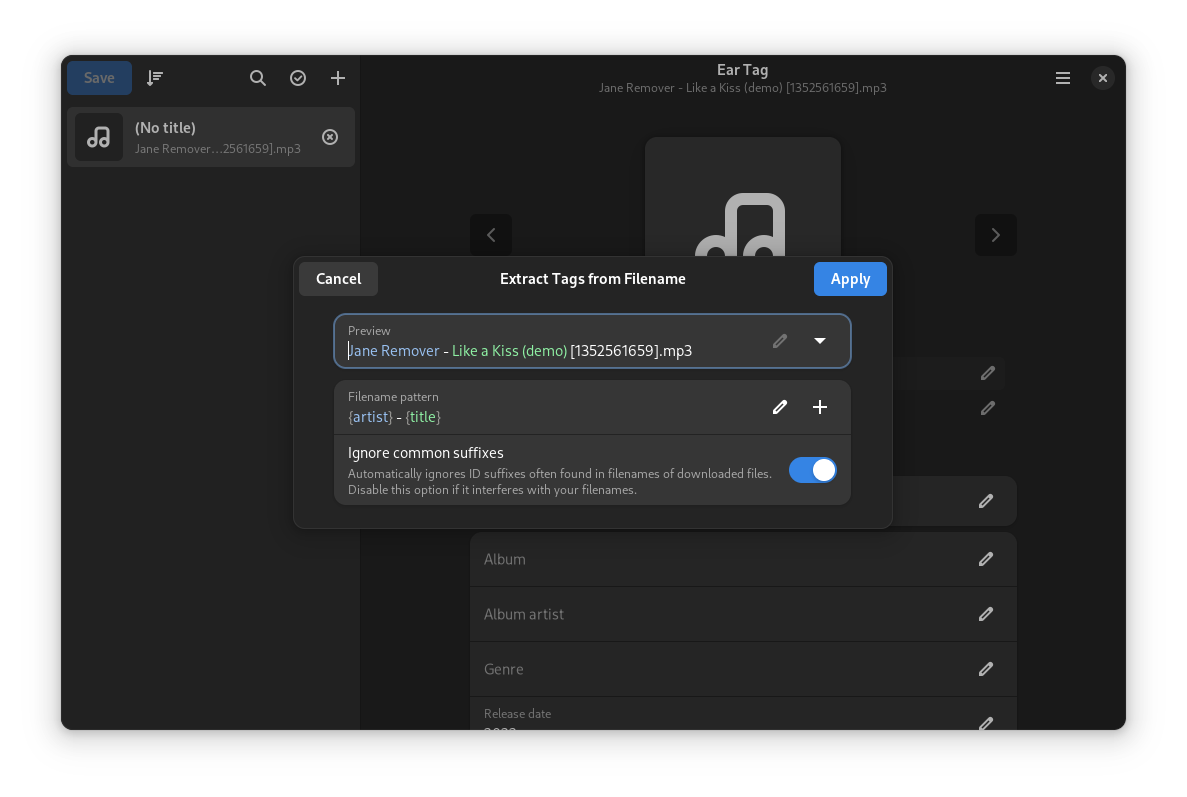 Save
Ear Tag
Jane Remover - Like a Kiss (demo) [1352561659].mp3
(No title)
Jane Remover…2561659].mp3
Cancel
Extract Tags from Filename
Apply
Preview
Jane Remover - Like a Kiss (demo) [1352561659].mp3
Filename pattern
{artist} - {title}
Ignore common suffixes
Automatically ignores ID suffixes often found in filenames of downloaded files.
Disable this option if it interferes with your filenames.
Album
Album artist
Genre
Release date